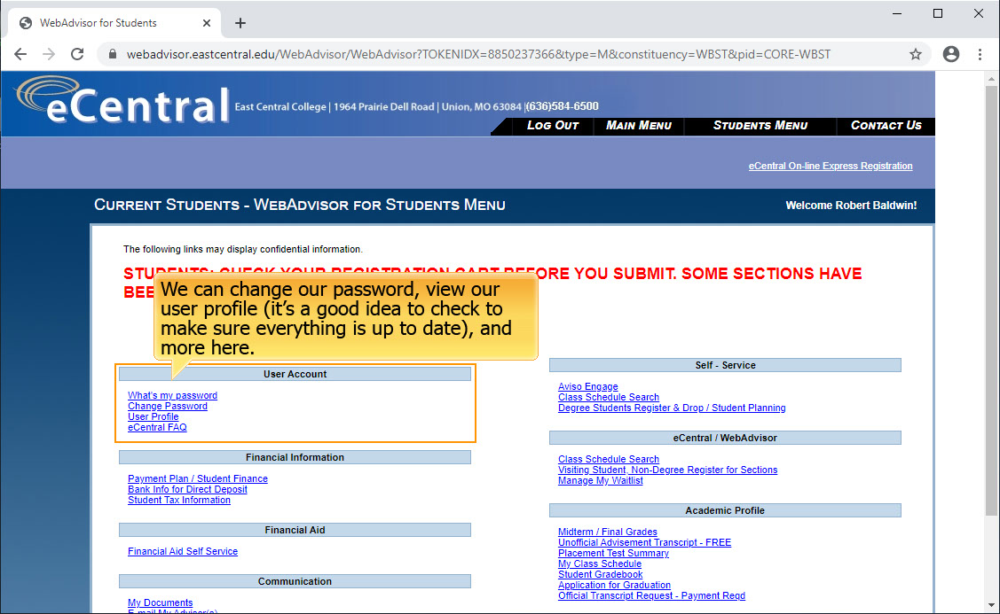 WebAdvisor for Students
webadvisor.eastcentral.edu/WebAdvisor/WebAdvisor?TOKENIDX=8850237366&type=M&constituency=WBST&pid=CORE-WBST
eCentral
East Central College | 1964 Prairie Dell Road | Union, MO 63084 |(636)584-6500
LOG OUT MAIN MENU STUDENTS MENU CONTACT US
eCentral On-line Express Registration
CURRENT STUDENTS - WEBADVISOR FOR STUDENTS MENU
Welcome Robert Baldwin!
The following links may display confidential information.
STUDENTS: CHECK YOUR REGISTRATION CART BEFORE YOU SUBMIT. SOME SECTIONS HAVE
We can change our password, view our
user profile (it’s a good idea to check to
make sure everything is up to date), and
more here.
User Account
What's my password
Change Password
User Profile
eCentral FAQ
Financial Information
Payment Plan / Student Finance
Bank Info for Direct Deposit
Student Tax Information
Financial Aid
Financial Aid Self Service
Communication
My Documents
E-mail My Advisor(s)
Self - Service
Aviso Engage
Class Schedule Search
Degree Students Register & Drop / Student Planning
eCentral / WebAdvisor
Class Schedule Search
Visiting Student, Non-Degree Register for Sections
Manage My Waitlist
Academic Profile
Midterm / Final Grades
Unofficial Advisement Transcript - FREE
Placement Test Summary
My Class Schedule
Student Gradebook
Application for Graduation
Official Transcript Request - Payment Reqd